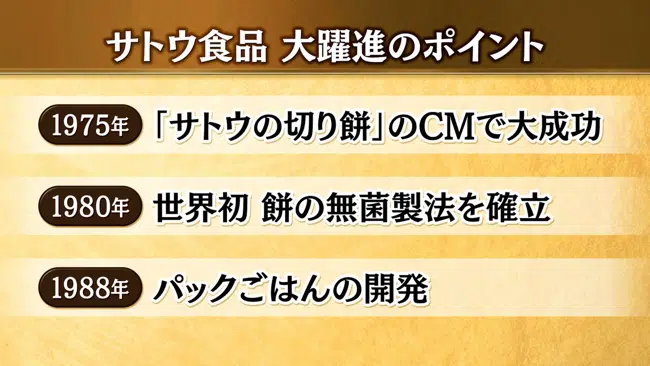 サトウ食品 大躍進のポイント
1975年 「サトウの切り餅」のCMで大成功
1980年 世界初 餅の無菌製法を確立
1988年 パックごはんの開発